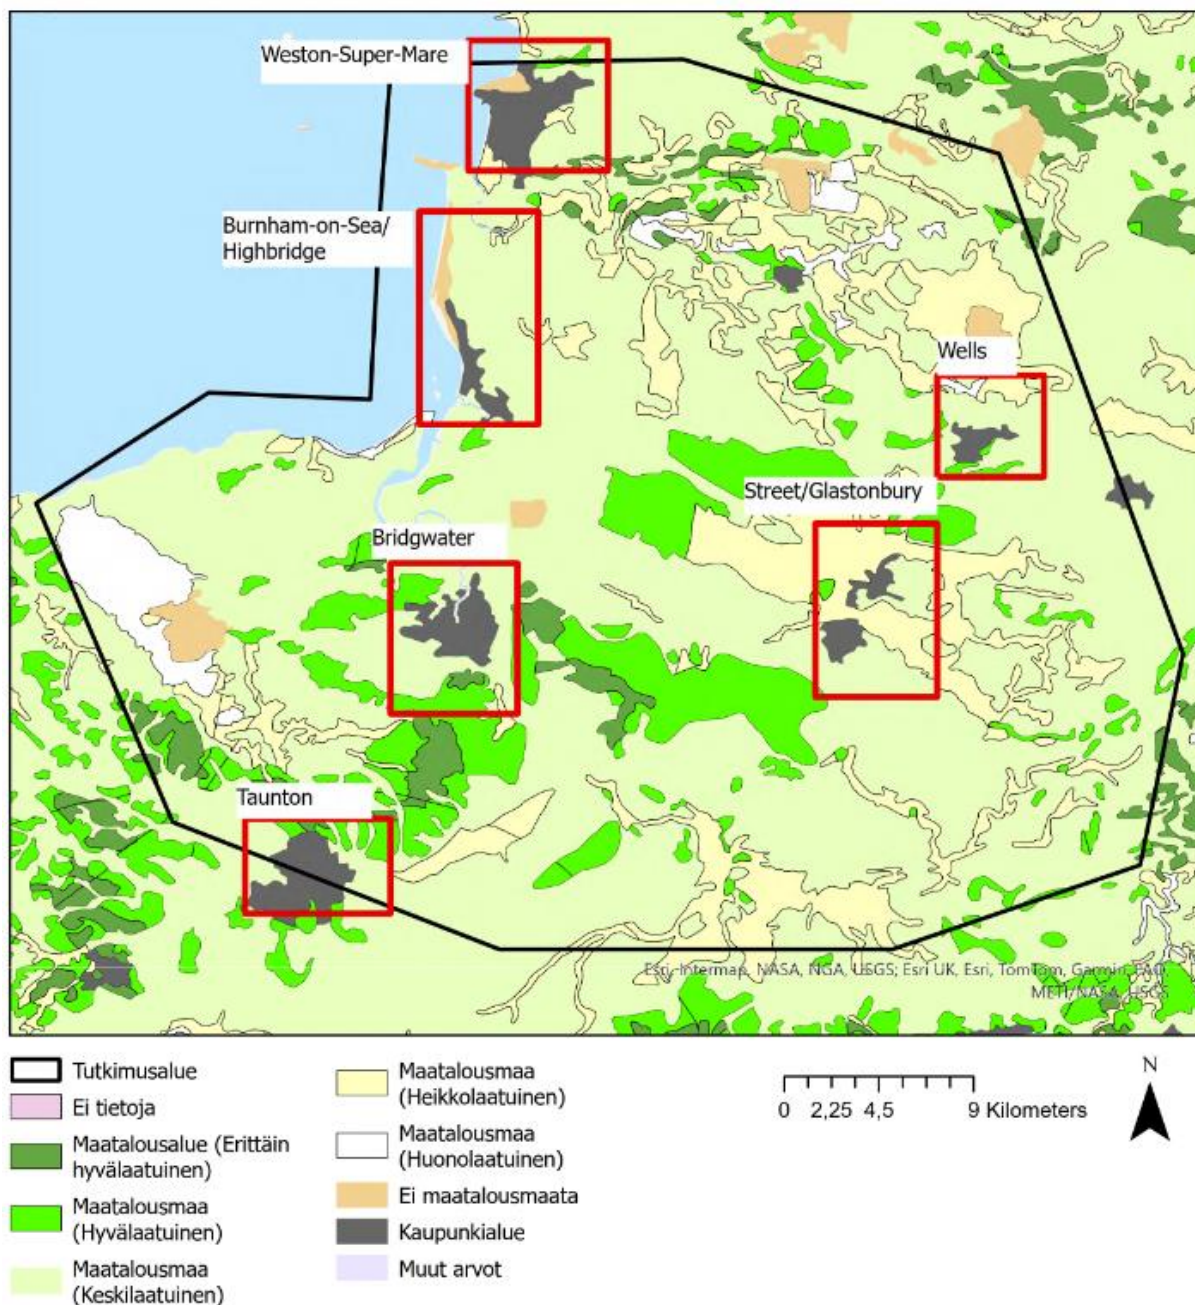 Weston-Super-Mare
Burnham-on-Sea/
Highbridge
Wells
Street/Glastonbury
Bridgwater
Taunton
Esri, Intermap, NASA, NGA, USGS; Esri UK, Esri, TomTom, Garmin, FAO,
METI/NASA, USGS
Tutkimusalue
Ei tietoja
Maatalousalue (Erittäin
hyvälaatuinen)
Maatalousmaa
(Hyvälaatuinen)
Maatalousmaa
(Keskilaatuinen)
Maatalousmaa
(Heikkolaatuinen)
Maatalousmaa
(Huonolaatuinen)
Ei maatalousmaata
Kaupunkialue
Muut arvot
0 2,25 4,5 9 Kilometers
N